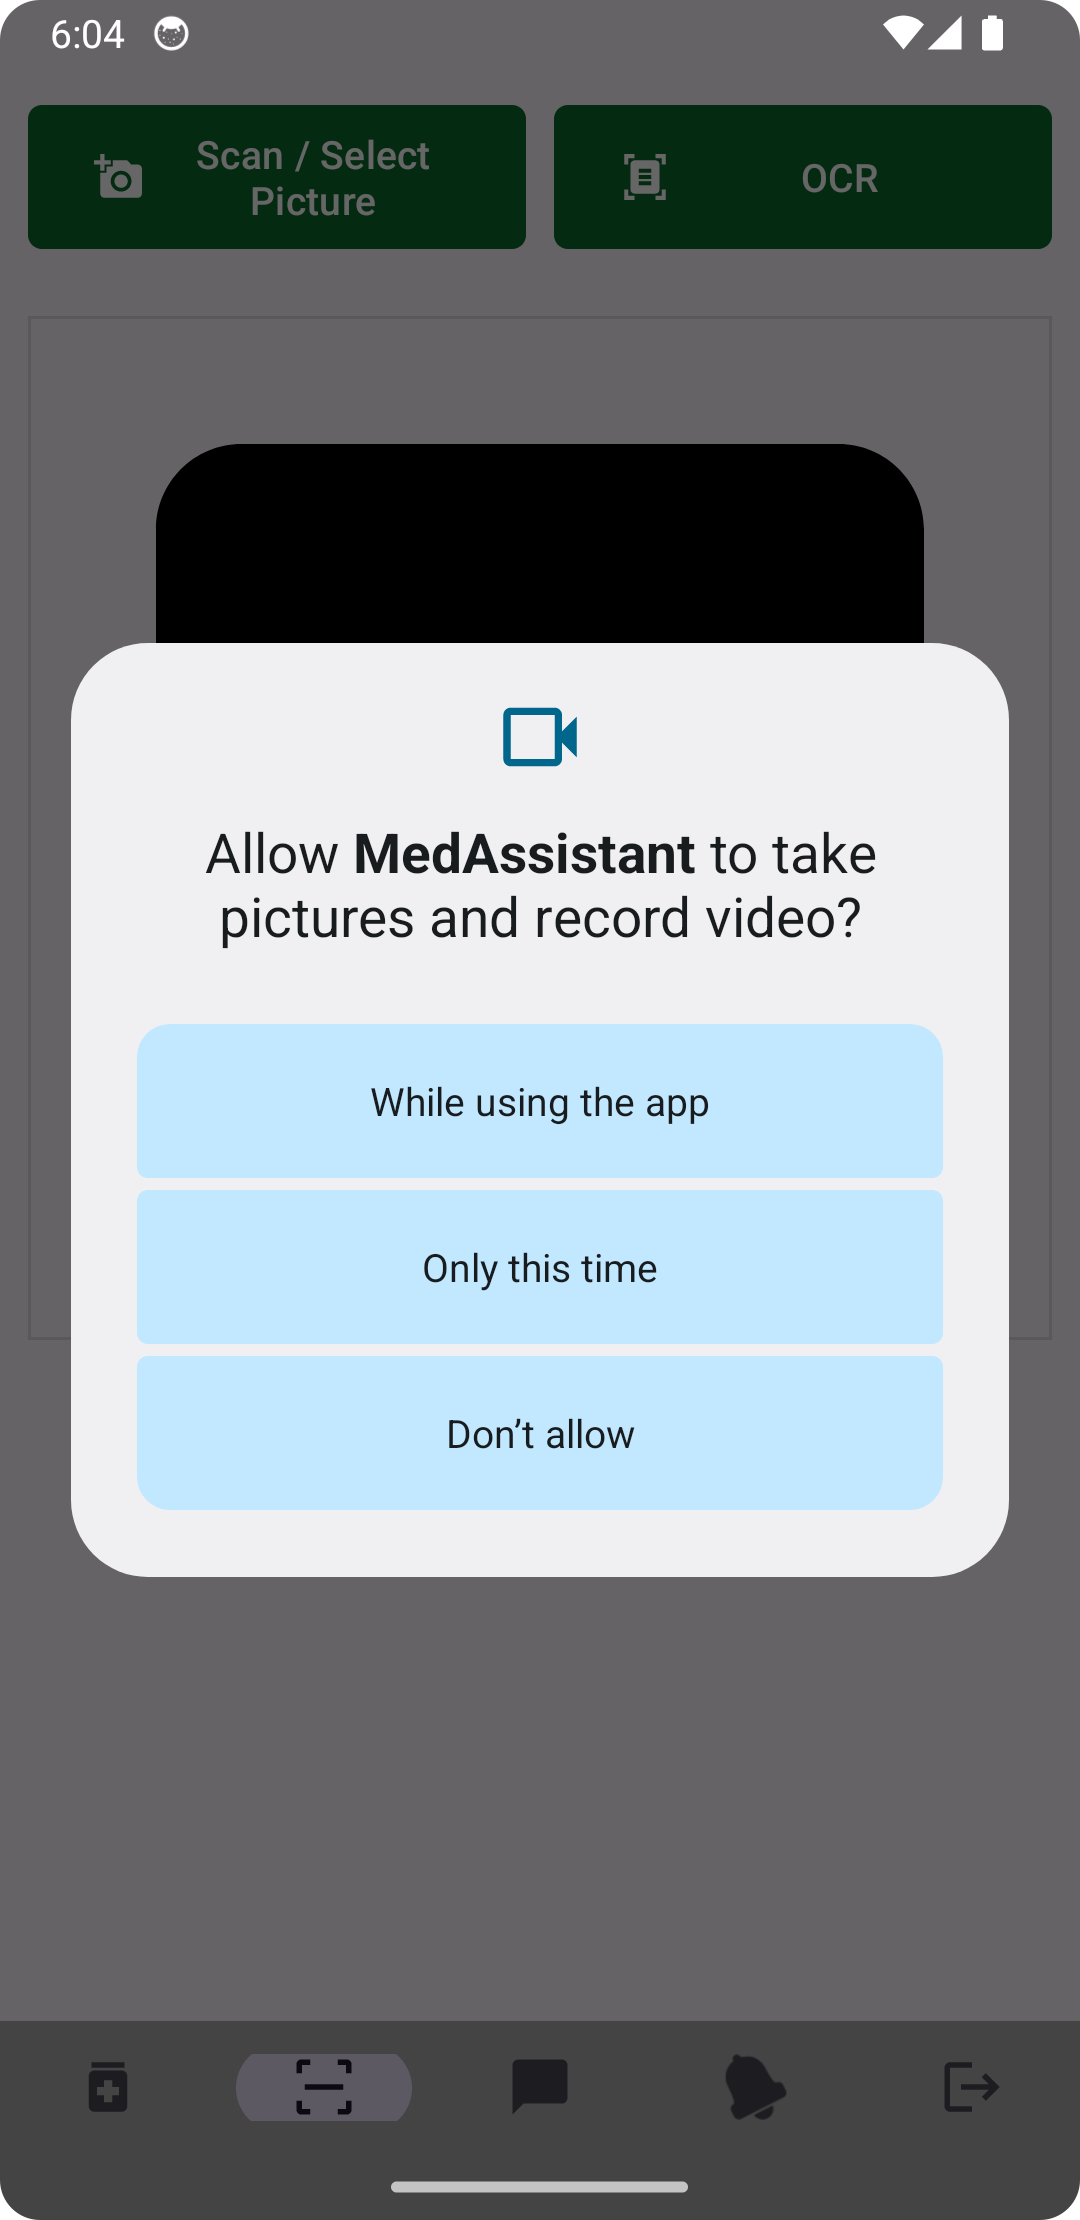 6:04
Scan / Select
Picture
OCR
Allow MedAssistant to take
pictures and record video?
While using the app
Only this time
Don’t allow